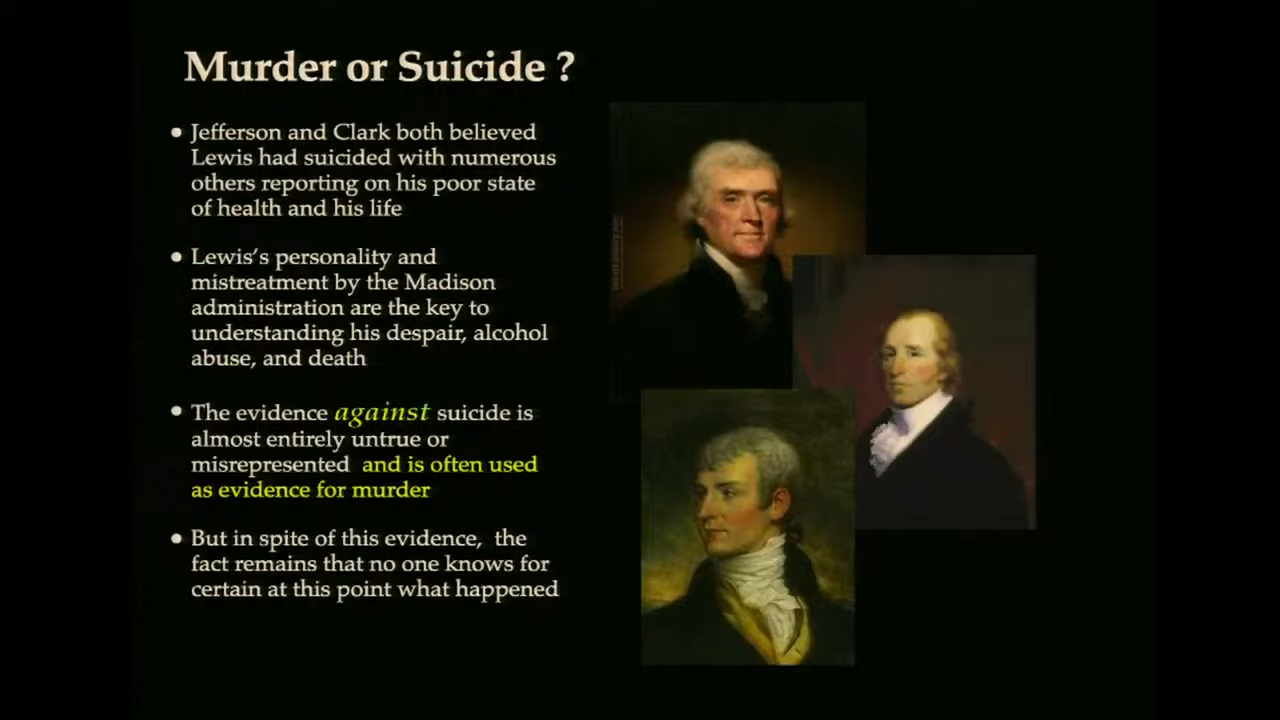 Murder or Suicide ?
• Jefferson and Clark both believed
Lewis had suicided with numerous
others reporting on his poor state
of health and his life
• Lewis's personality and
mistreatment by the Madison
administration are the key to
understanding his despair, alcohol
abuse, and death
• The evidence against suicide is
almost entirely untrue or
misrepresented and is often used
as evidence for murder
• But in spite of this evidence, the
fact remains that no one knows for
certain at this point what happened